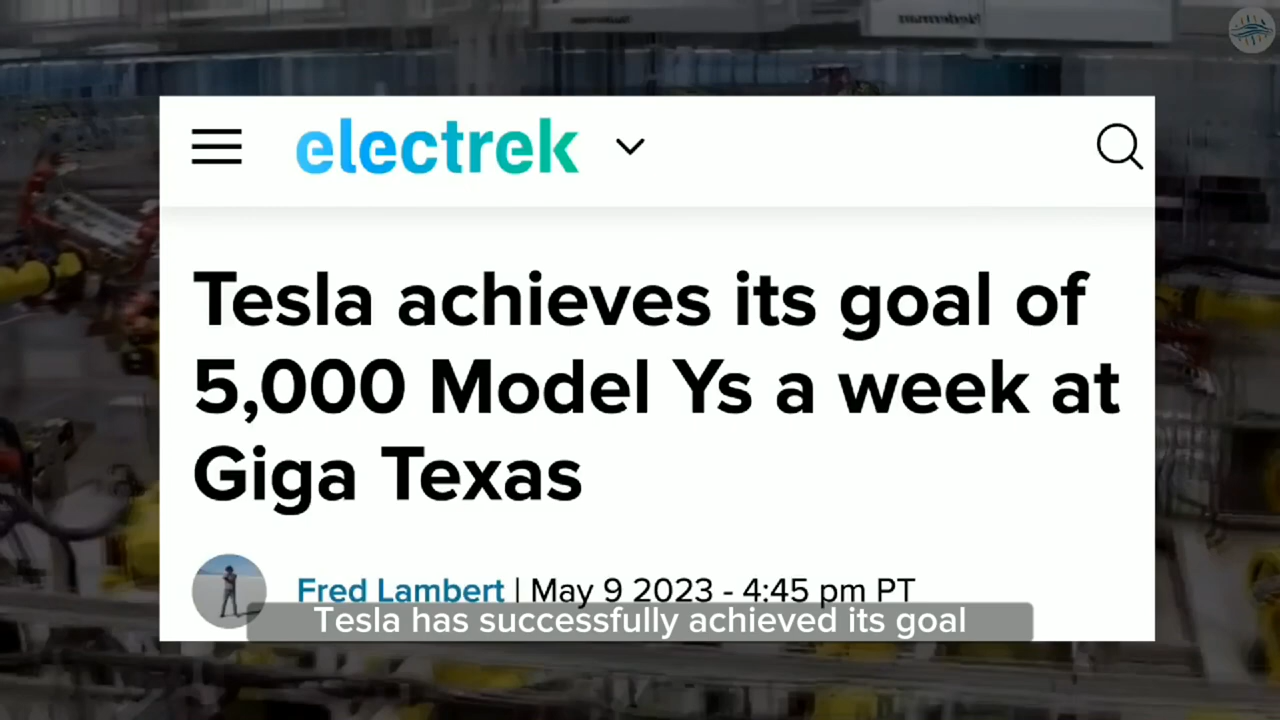 electrek
Tesla achieves its goal of
5,000 Model Ys a week at
Giga Texas
Fred Lambert | May 9 2023 - 4:45 pm PT
Tesla has successfully achieved its goal